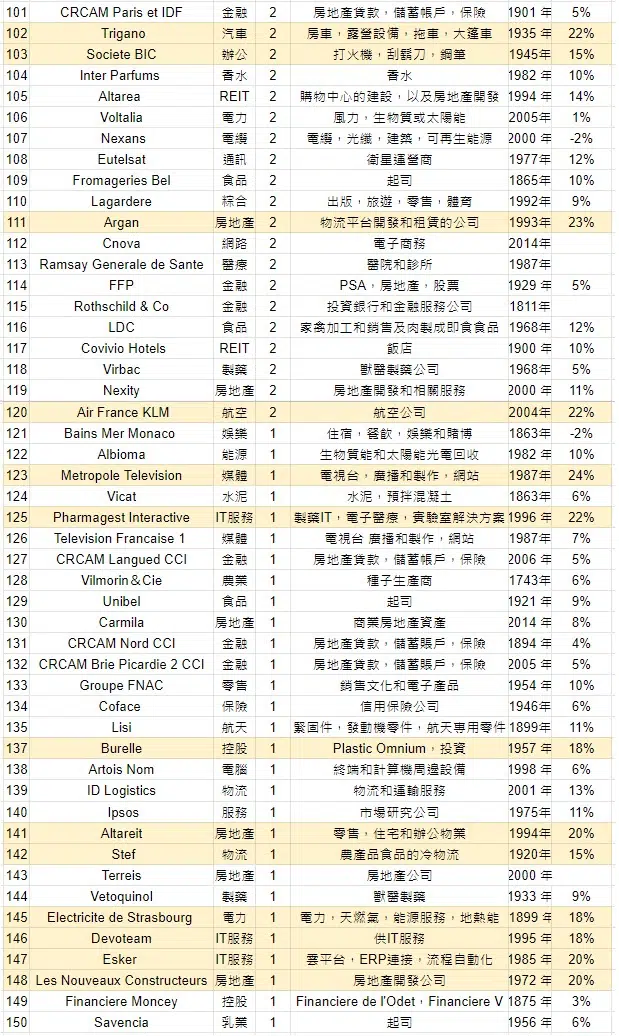 101 CRCAM Paris et IDF 金融 2 房地產貸款，儲蓄帳戶，保險 1901 年 5%
102 Trigano 汽車 2 房車，露營設備，拖車，大篷車 1935 年 22%
103 Societe BIC 辦公 2 打火機，刮鬍刀，鋼筆 1945年 15%
104 Inter Parfums 香水 2 香水 1982 年 10%
105 Altarea REIT 2 購物中心的建設，以及房地產開發 1994 年 14%
106 Voltalia 電力 2 風力，生物質或太陽能 2005年 1%
107 Nexans 電纜 2 電纜，光纖，建築，可再生能源 2000 年 -2%
108 Eutelsat 通訊 2 衛星運營商 1977年 12%
109 Fromageries Bel 食品 2 起司 1865年 10%
110 Lagardere 綜合 2 出版，旅遊，零售，體育 1992年 9%
111 Argan 房地產 2 物流平台開發和租賃的公司 1993年 23%
112 Cnova 網路 2 電子商務 2014年
113 Ramsay Generale de Sante 醫療 2 醫院和診所 1987年
114 FFP 金融 2 PSA，房地產，股票 1929 年 5%
115 Rothschild & Co 金融 2 投資銀行和金融服務公司 1811年
116 LDC 食品 2 家禽加工和銷售及肉製成即食食品 1968年 12%
117 Covivio Hotels REIT 2 飯店 1900 年 10%
118 Virbac 製藥 2 獸醫製藥公司 1968年 5%
119 Nexity 房地產 2 房地產開發和相關服務 2000 年 11%
120 Air France KLM 航空 2 航空公司 2004年 22%
121 Bains Mer Monaco 娛樂 1 住宿，餐飲，娛樂和賭博 1863年 -2%
122 Albioma 能源 1 生物質能和太陽能光電回收 1982 年 10%
123 Metropole Television 媒體 1 電視台，廣播和製作，網站 1987年 24%
124 Vicat 水泥 1 水泥，預拌混凝土 1863年 6%
125 Pharmagest Interactive IT服務 1 製藥IT，電子醫療，實驗室解決方案 1996 年 22%
126 Television Francaise 1 媒體 1 電視台 廣播和製作，網站 1987年 7%
127 CRCAM Langued CCI 金融 1 房地產貸款，儲蓄帳戶，保險 2006 年 5%
128 Vilmorin＆Cie 農業 1 種子生產商 1743年 6%
129 Unibel 食品 1 起司 1921 年 9%
130 Carmila 房地產 1 商業房地產資產 2014 年 8%
131 CRCAM Nord CCI 金融 1 房地產貸款，儲蓄帳戶，保險 1894 年 4%
132 CRCAM Brie Picardie 2 CCI 金融 1 房地產貸款，儲蓄賬戶，保險 2005 年 5%
133 Groupe FNAC 零售 1 銷售文化和電子產品 1954 年 10%
134 Coface 保險 1 信用保險公司 1946年 6%
135 Lisi 航天 1 緊固件，發動機零件，航天專用零件 1899年 11%
137 Burelle 控股 1 Plastic Omnium，投資 1957 年 18%
138 Artois Nom 電腦 1 終端和計算機周邊設備 1998 年 6%
139 ID Logistics 物流 1 物流和運輸服務 2001 年 13%
140 Ipsos 服務 1 市場研究公司 1975年 11%
141 Altareit 房地產 1 零售，住宅和辦公物業 1994年 20%
142 Stef 物流 1 農產品食品的冷物流 1920年 15%
143 Terreis 房地產 1 房地產公司 2000 年
144 Vetoquinol 製藥 1 獸醫製藥 1933 年 9%
145 Electricite de Strasbourg 電力 1 電力，天燃氣，能源服務，地熱能 1899 年 18%
146 Devoteam IT服務 1 供IT服務 1995 年 18%
147 Esker IT服務 1 雲平台，ERP連接，流程自動化 1985 年 20%
148 Les Nouveaux Constructeurs 房地產 1 房地產開發公司 1972 年 20%
149 Financiere Moncey 控股 1 Financiere de l'Odet，Financiere V 1875 年 3%
150 Savencia 乳業 1 起司 1956 年 6%